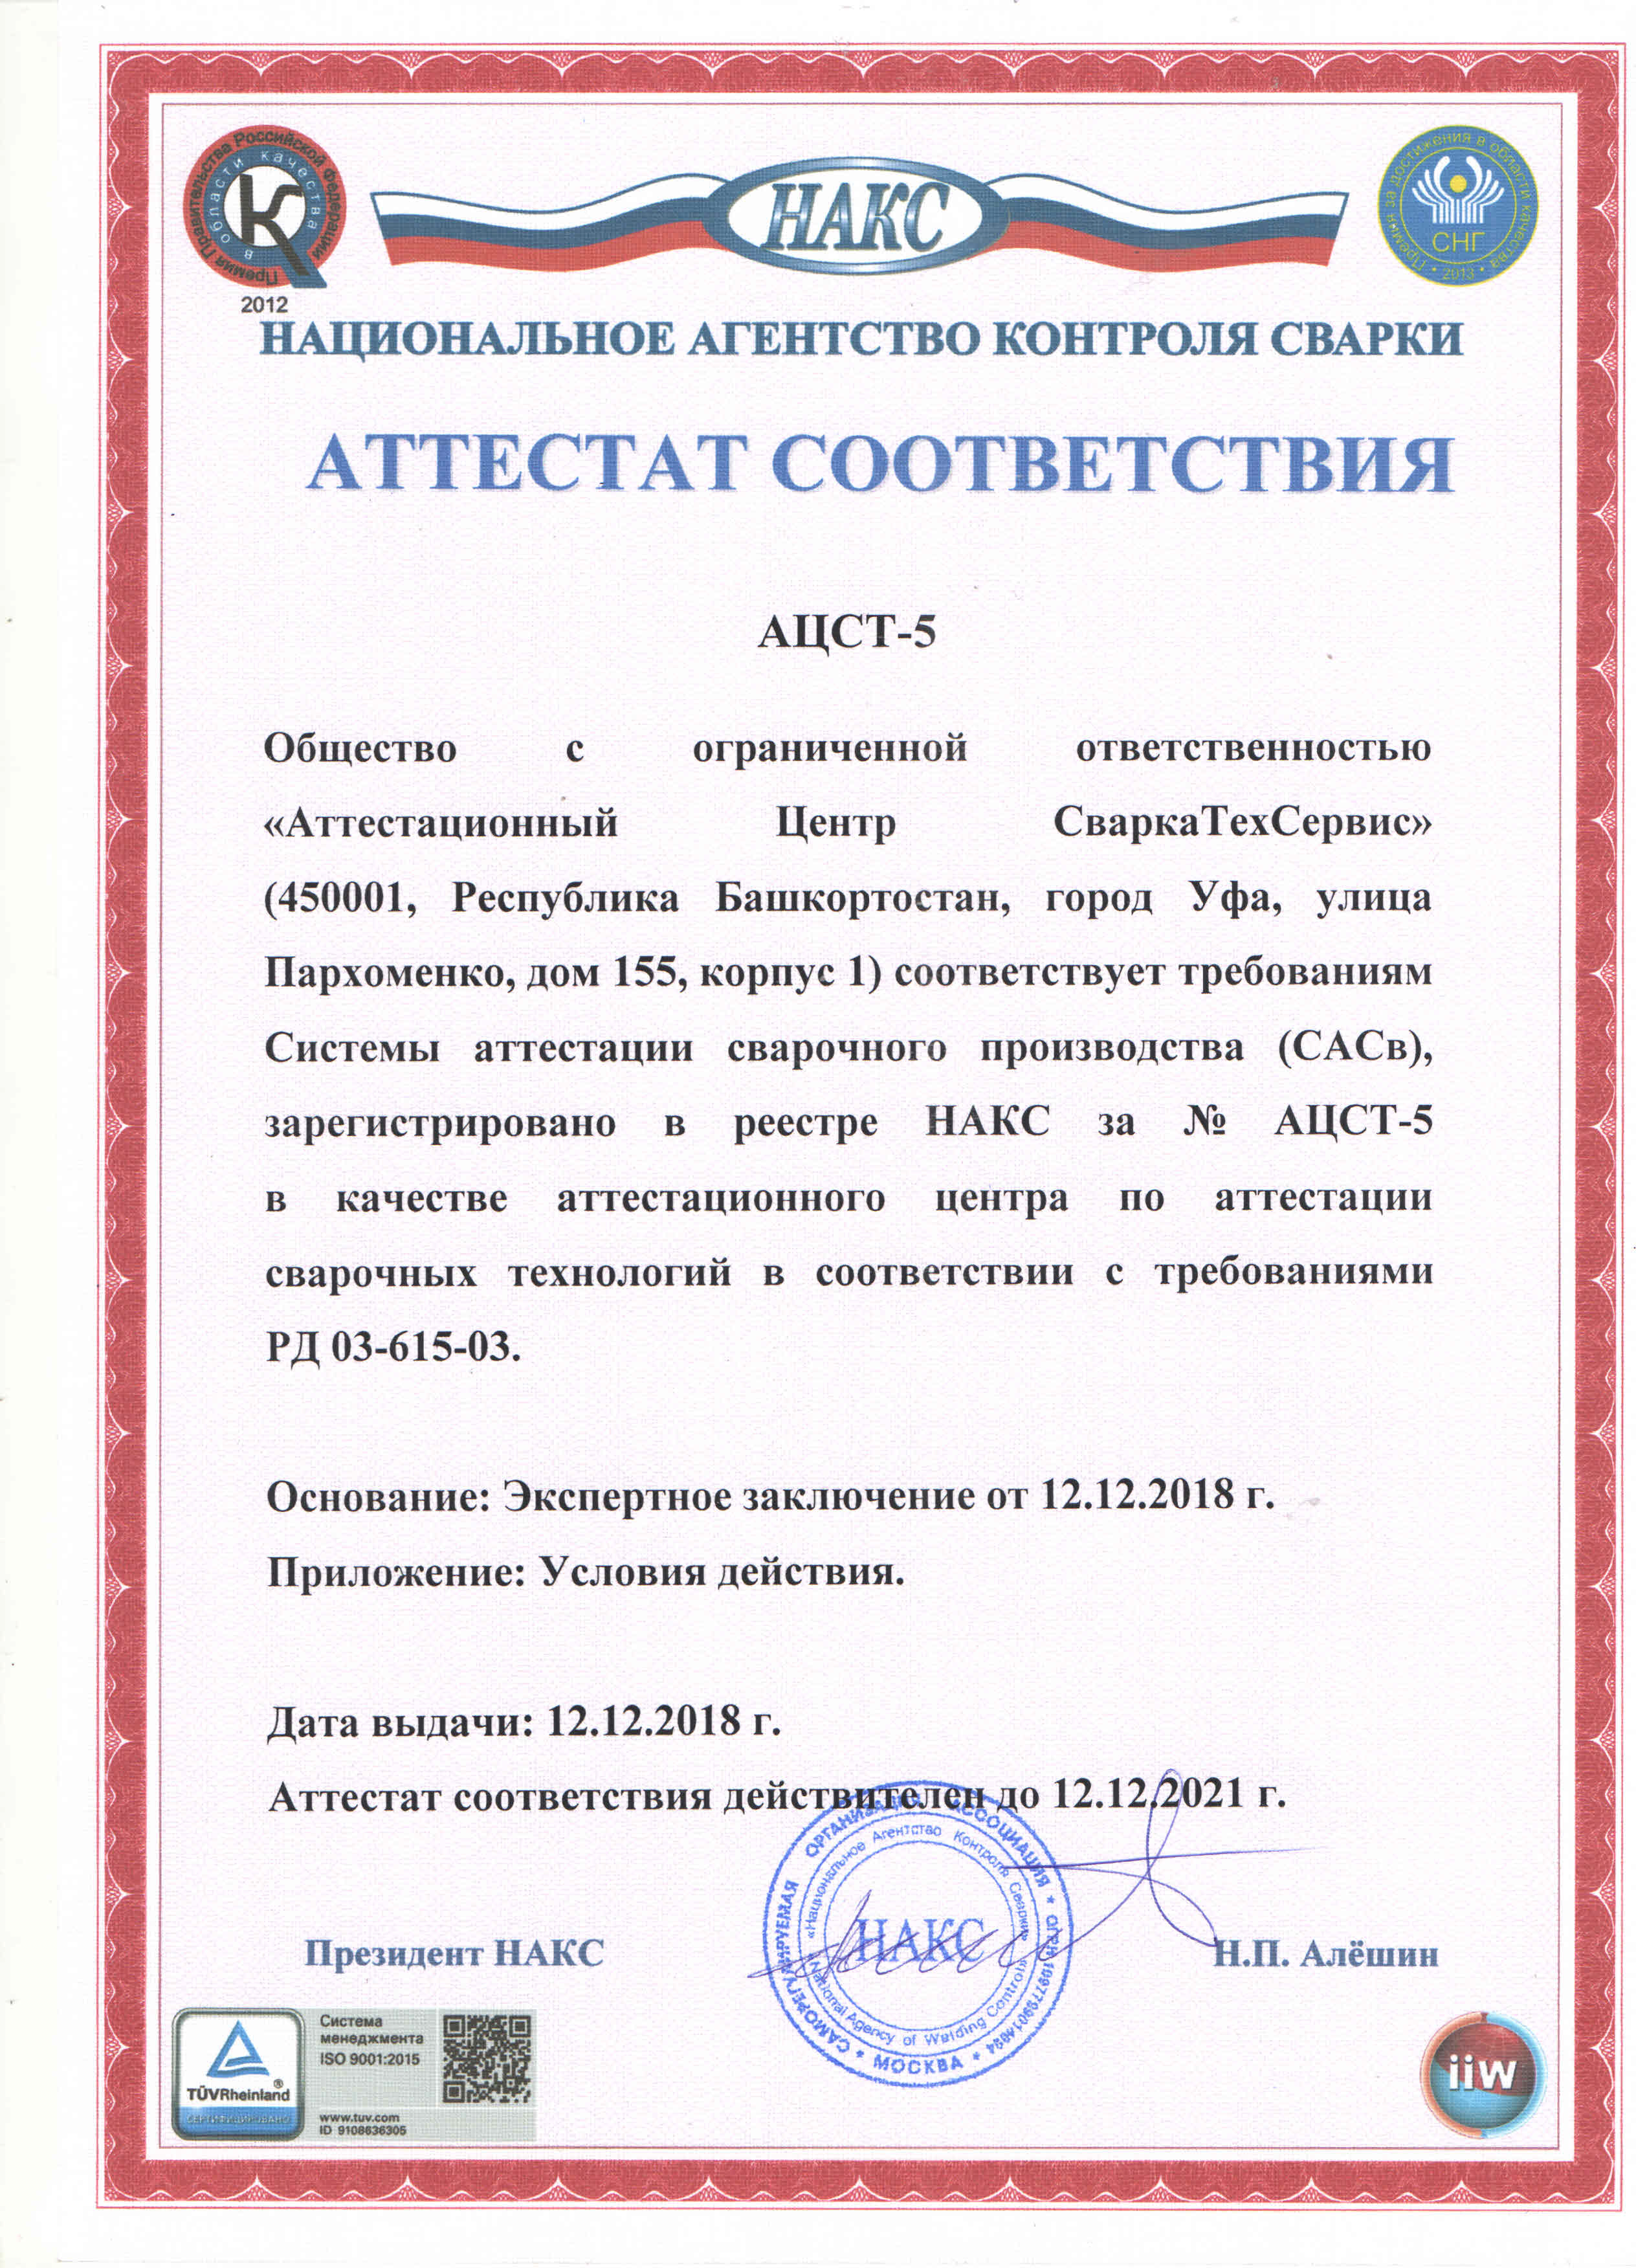 Премия Правительства Российской Федерации
в области качества
2012
НАКС
Премия за достижения в области качества
СНГ
• 2013 •
НАЦИОНАЛЬНОЕ АГЕНТСТВО КОНТРОЛЯ СВАРКИ
АТТЕСТАТ СООТВЕТСТВИЯ
АЦСТ-5
Общество с ограниченной ответственностью
«Аттестационный Центр СваркаТехСервис»
(450001, Республика Башкортостан, город Уфа, улица
Пархоменко, дом 155, корпус 1) соответствует требованиям
Системы аттестации сварочного производства (САСв),
зарегистрировано в реестре НАКС за № АЦСТ-5
в качестве аттестационного центра по аттестации
сварочных технологий в соответствии с требованиями
РД 03-615-03.
Основание: Экспертное заключение от 12.12.2018 г.
Приложение: Условия действия.
Дата выдачи: 12.12.2018 г.
Аттестат соответствия действителен до 12.12.2021 г.
САМОРЕГУЛИРУЕМАЯ ОРГАНИЗАЦИЯ АССОЦИАЦИЯ
* МОСКВА *
«Национальное Агентство Контроля Сварки»
National Agency of Welding Control
НАКС
Президент НАКС
Н.П. Алёшин
TÜVRheinland®
СЕРТИФИЦИРОВАНО
Система
менеджмента
ISO 9001:2015
www.tuv.com
ID 9108636305
iiw